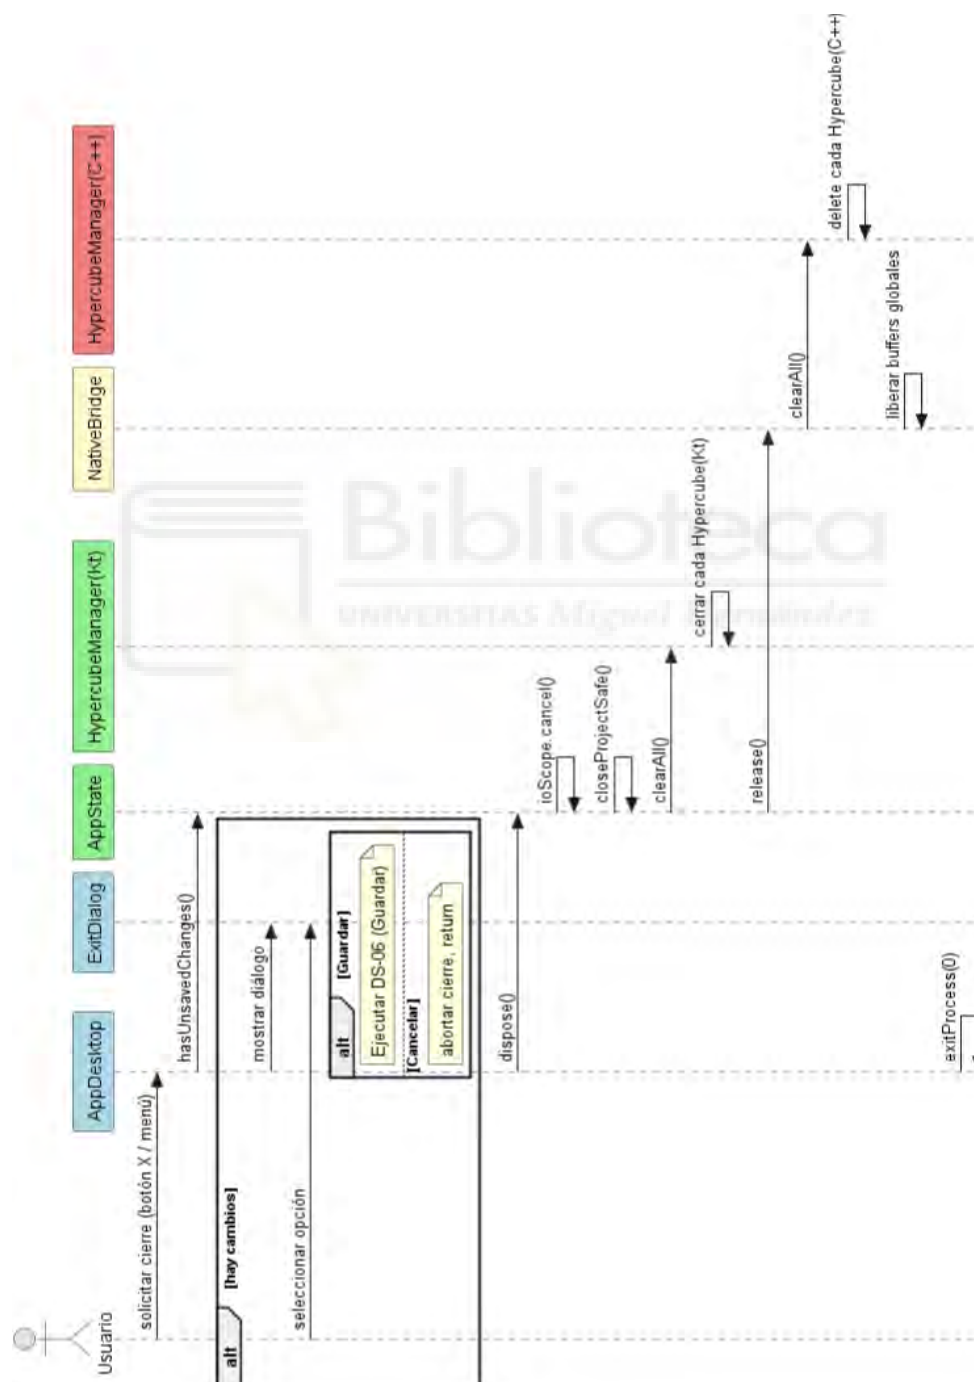 Usuario
AppDesktop
ExitDialog
AppState
HypercubeManager(Kt)
NativeBridge
HypercubeManager(C++)
solicitar cierre (botón X / menú)
hasUnsavedChanges()
alt
[hay cambios]
mostrar diálogo
seleccionar opción
alt
[Guardar]
Ejecutar DS-06 (Guardar)
[Cancelar]
abortar cierre, return
dispose()
ioScope.cancel()
closeProjectSafe()
clearAll()
cerrar cada Hypercube(Kt)
release()
clearAll()
delete cada Hypercube(C++)
liberar buffers globales
exitProcess(0)
Biblioteca
UNIVERSITAS Miguel Hernández